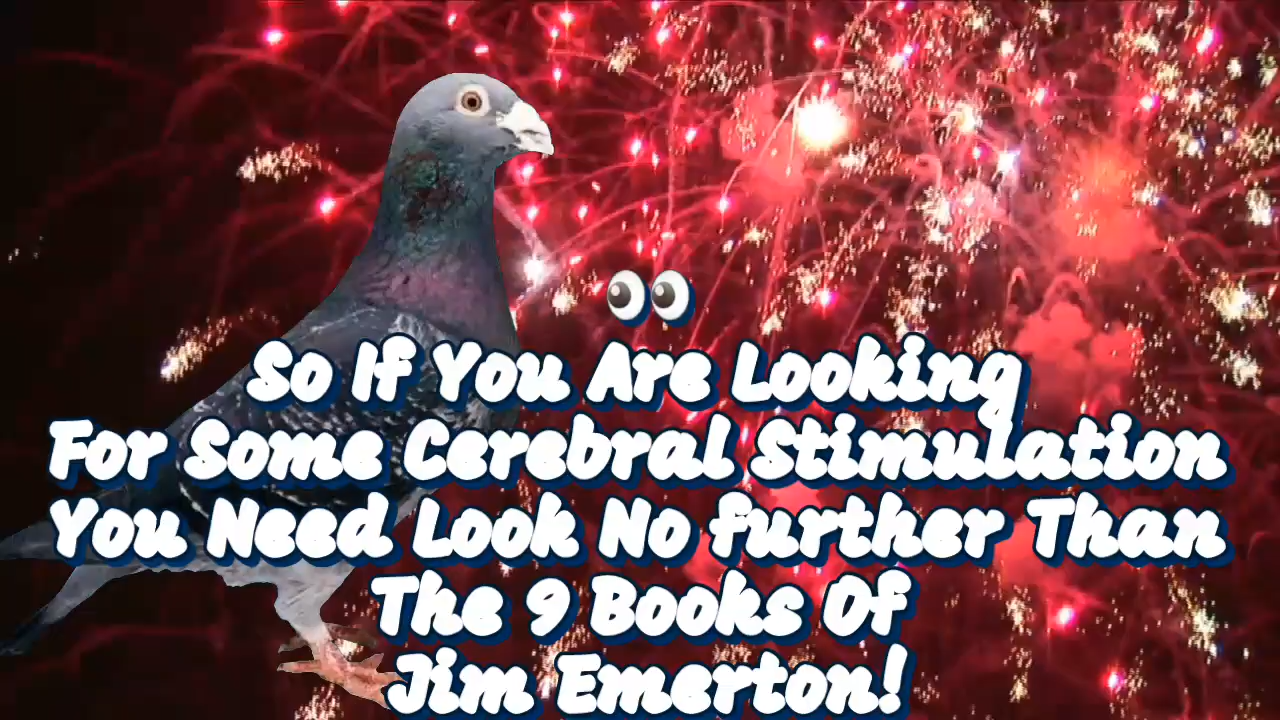 👀
So If You Are Looking
For Some Cerebral Stimulation
You Need Look No further Than
The 9 Books Of
Jim Emerton!